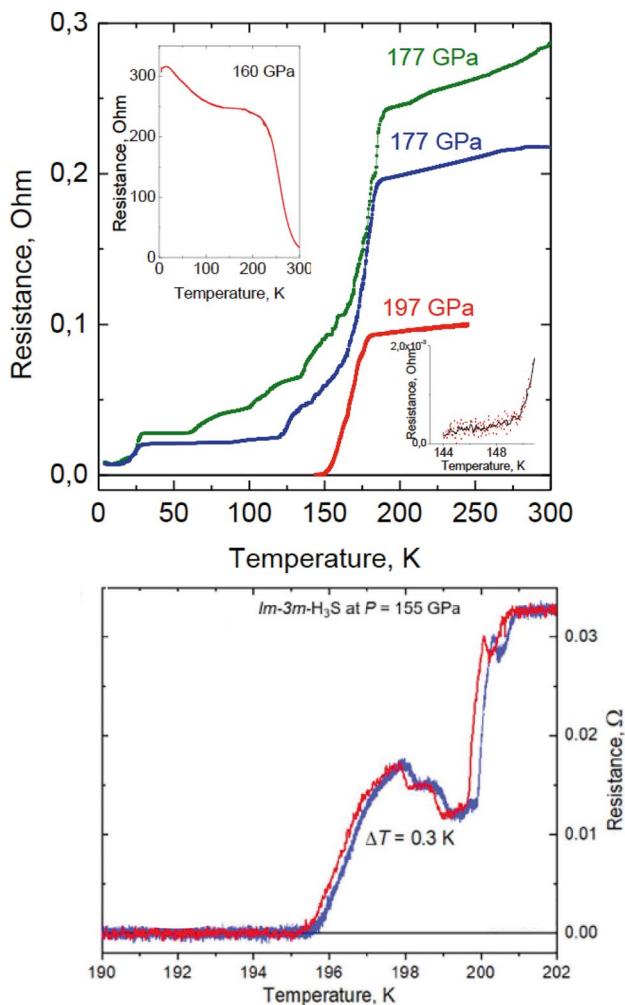 0,3
0,2
0,1
0,0
Resistance, Ohm
0 50 100 150 200 250 300
Temperature, K
177 GPa
177 GPa
197 GPa
160 GPa
300
200
100
0
Resistance, Ohm
0 100 200 300
Temperature, K
2,0x10⁻³
0,0
Resistance, Ohm
144 148
Temperature, K
Im-3m-H₃S at P = 155 GPa
ΔT = 0.3 K
0.03
0.02
0.01
0.00
Resistance, Ω
190 192 194 196 198 200 202
Temperature, K